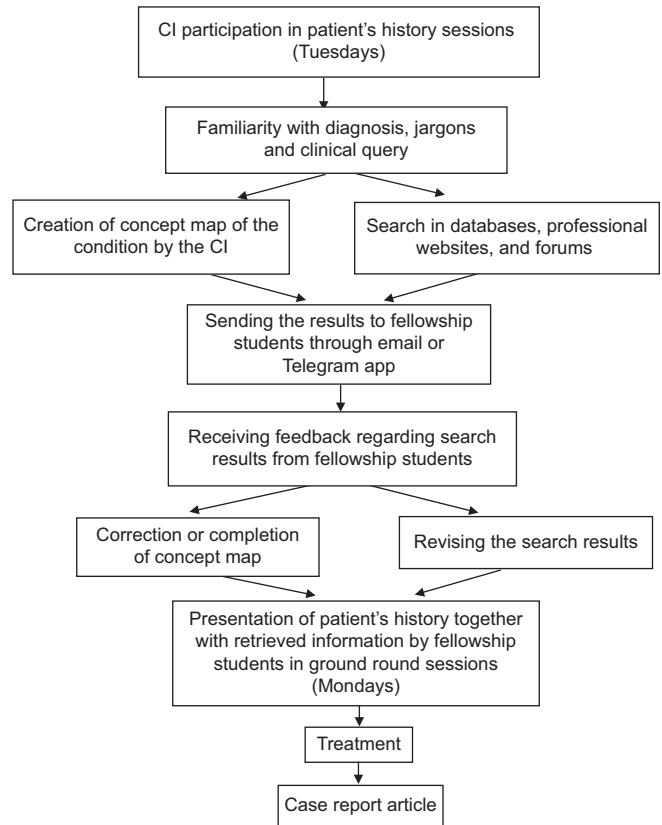 CI participation in patient's history sessions
(Tuesdays)
Familiarity with diagnosis, jargons
and clinical query
Creation of concept map of the
condition by the CI
Search in databases, professional
websites, and forums
Sending the results to fellowship
students through email or
Telegram app
Receiving feedback regarding search
results from fellowship students
Correction or completion
of concept map
Revising the search results
Presentation of patient's history together
with retrieved information by fellowship
students in ground round sessions
(Mondays)
Treatment
Case report article